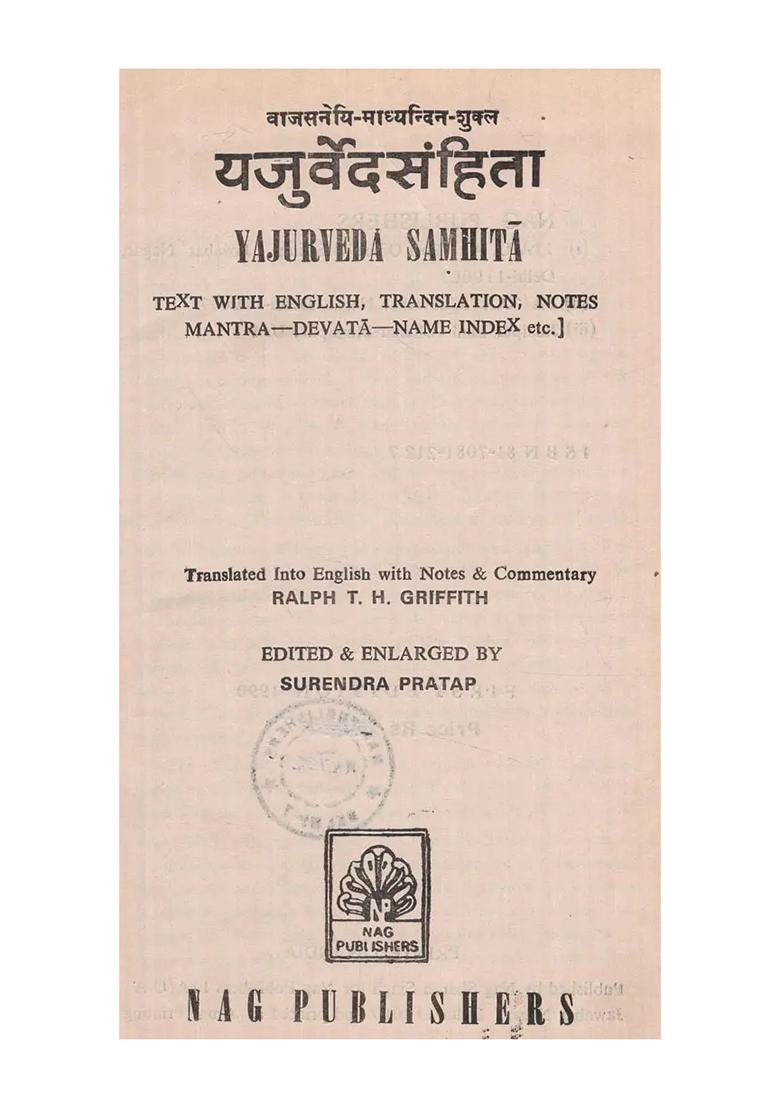 वाजसनेयि-माध्यन्दिन-शुक्ल
यजुर्वेदसंहिता
YAJURVEDA SAMHITĀ
TEXT WITH ENGLISH, TRANSLATION, NOTES
MANTRA—DEVATĀ—NAME INDEX etc.]
Translated Into English with Notes & Commentary
RALPH T. H. GRIFFITH
EDITED & ENLARGED BY
SURENDRA PRATAP
NAG
PUBLISHERS
NAG PUBLISHERS